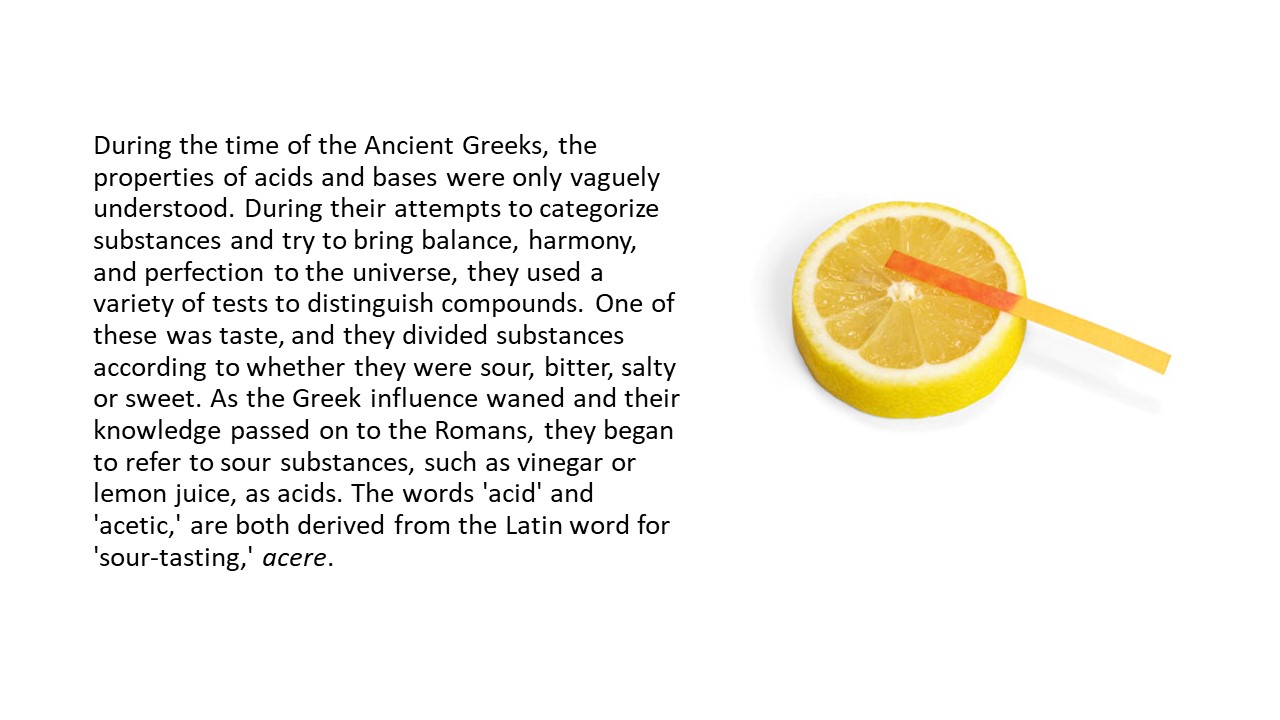 During the time of the Ancient Greeks, the
properties of acids and bases were only vaguely
understood. During their attempts to categorize
substances and try to bring balance, harmony,
and perfection to the universe, they used a
variety of tests to distinguish compounds. One of
these was taste, and they divided substances
according to whether they were sour, bitter, salty
or sweet. As the Greek influence waned and their
knowledge passed on to the Romans, they began
to refer to sour substances, such as vinegar or
lemon juice, as acids. The words 'acid' and
'acetic,' are both derived from the Latin word for
'sour-tasting,' acere.